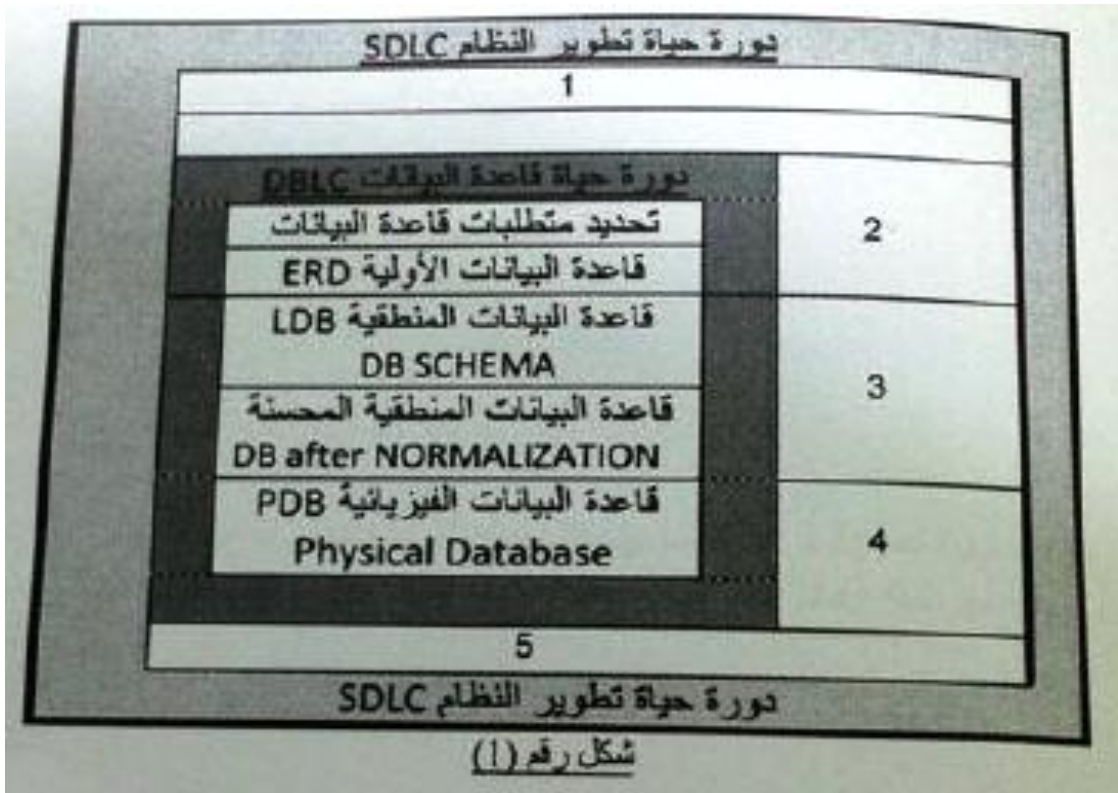 دورة حياة تطوير النظام SDLC
1
دورة حياة قاعدة البيانات DBLC
تحديد متطلبات قاعدة البيانات
2
قاعدة البيانات الأولية ERD
قاعدة البيانات المنطقية LDB
DB SCHEMA
3
قاعدة البيانات المنطقية المحسنة
DB after NORMALIZATION
قاعدة البيانات الفيزيائية PDB
Physical Database
4
5
دورة حياة تطوير النظام SDLC
شكل رقم (1)